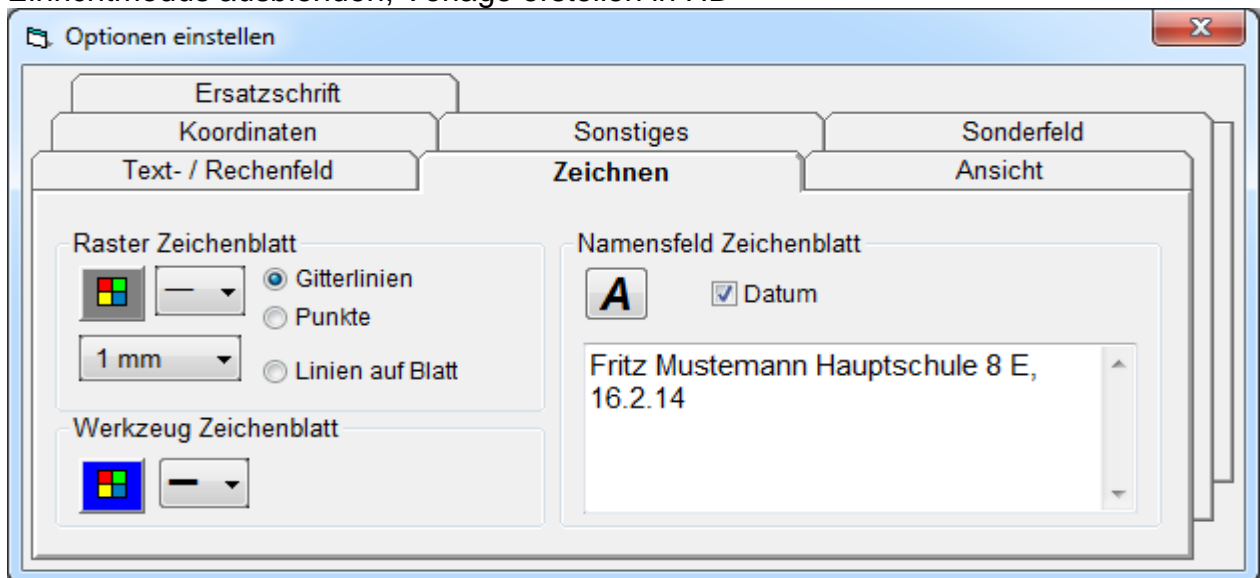 Optionen einstellen
Ersatzschrift
Koordinaten Sonstiges Sonderfeld
Text- / Rechenfeld Zeichnen Ansicht
Raster Zeichenblatt
Gitterlinien
Punkte
1 mm
Linien auf Blatt
Werkzeug Zeichenblatt
Namensfeld Zeichenblatt
A
Datum
Fritz Mustemann Hauptschule 8 E,
16.2.14